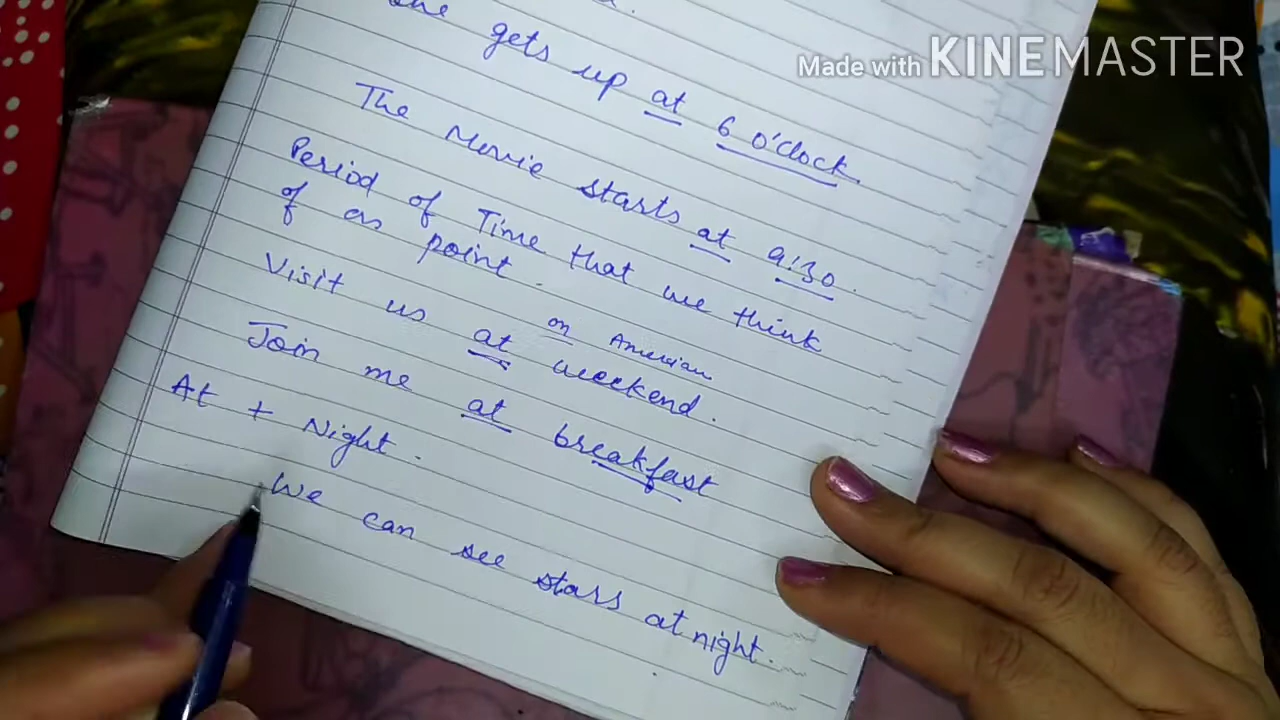 Made with KINEMASTER
She gets up at 6 O'clock.
The Movie starts at 9:30.
Period of Time that we think
of as point.
on American
Visit us at weekend.
Join me at breakfast
At + Night.
We can see stars at night.